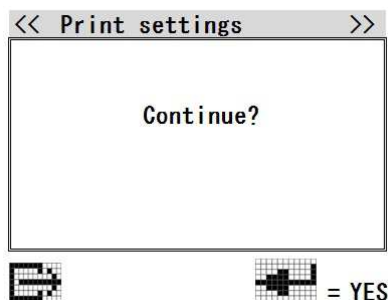 << Print settings >>
Continue?
= YES